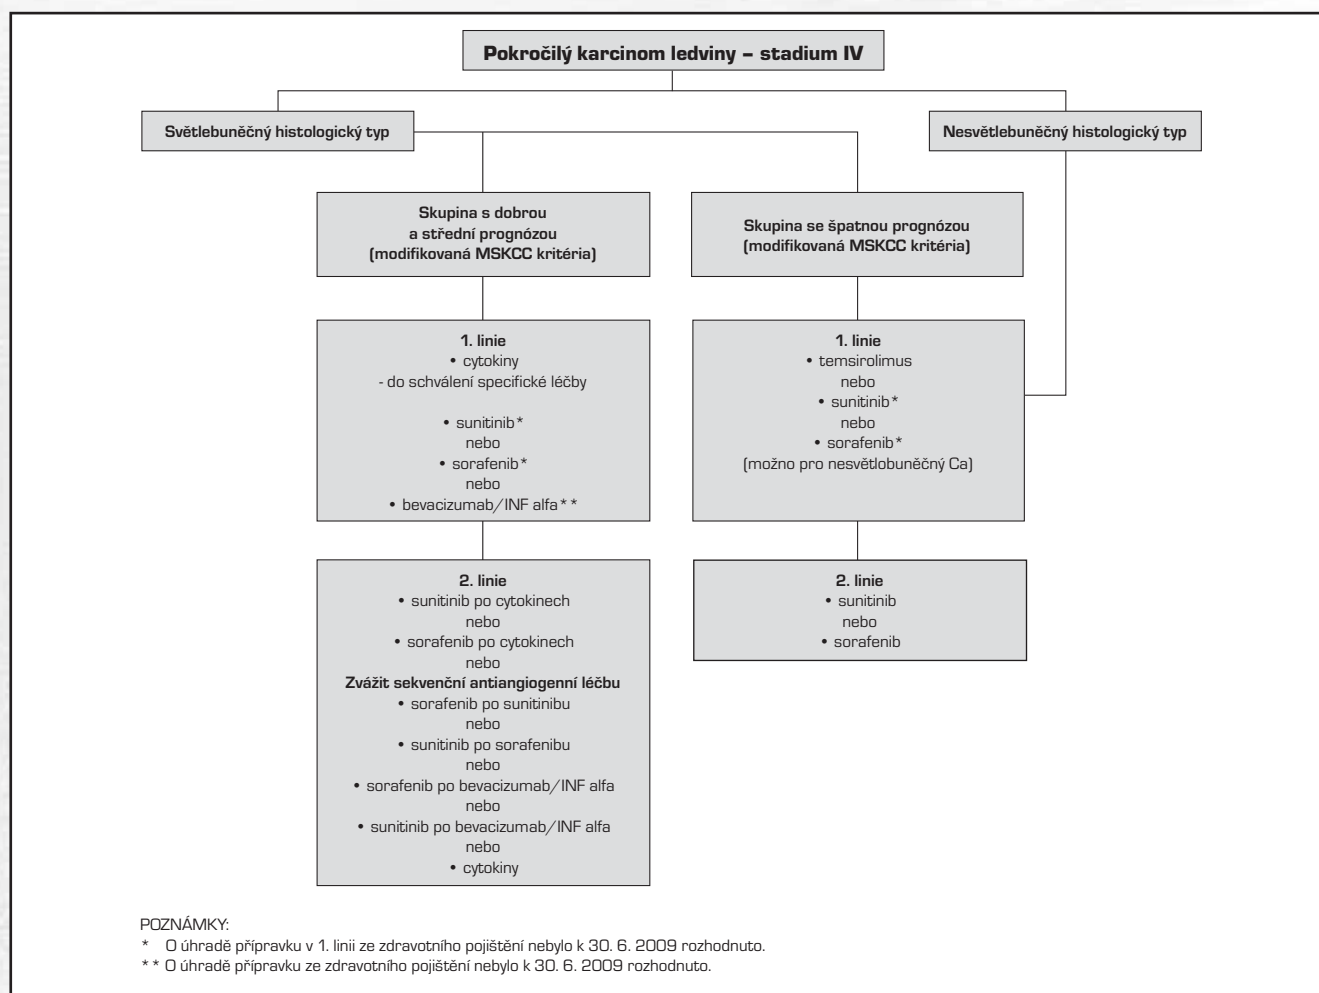 Pokročilý karcinom ledviny – stadium IV
Světlebuněčný histologický typ
Nesvětlebuněčný histologický typ
Skupina s dobrou
a střední prognózou
(modifikovaná MSKCC kritéria)
Skupina se špatnou prognózou
(modifikovaná MSKCC kritéria)
1. linie
• cytokiny
- do schválení specifické léčby
• sunitinib*
nebo
• sorafenib*
nebo
• bevacizumab/INF alfa**
1. linie
• temsirolimus
nebo
• sunitinib*
nebo
• sorafenib*
(možno pro nesvětlobuněčný Ca)
2. linie
• sunitinib po cytokinech
nebo
• sorafenib po cytokinech
nebo
Zvážit sekvenční antiangiogenní léčbu
• sorafenib po sunitinibu
nebo
• sunitinib po sorafenibu
nebo
• sorafenib po bevacizumab/INF alfa
nebo
• sunitinib po bevacizumab/INF alfa
nebo
• cytokiny
2. linie
• sunitinib
nebo
• sorafenib
POZNÁMKY:
* O úhradě přípravku v 1. linii ze zdravotního pojištění nebylo k 30. 6. 2009 rozhodnuto.
** O úhradě přípravku ze zdravotního pojištění nebylo k 30. 6. 2009 rozhodnuto.